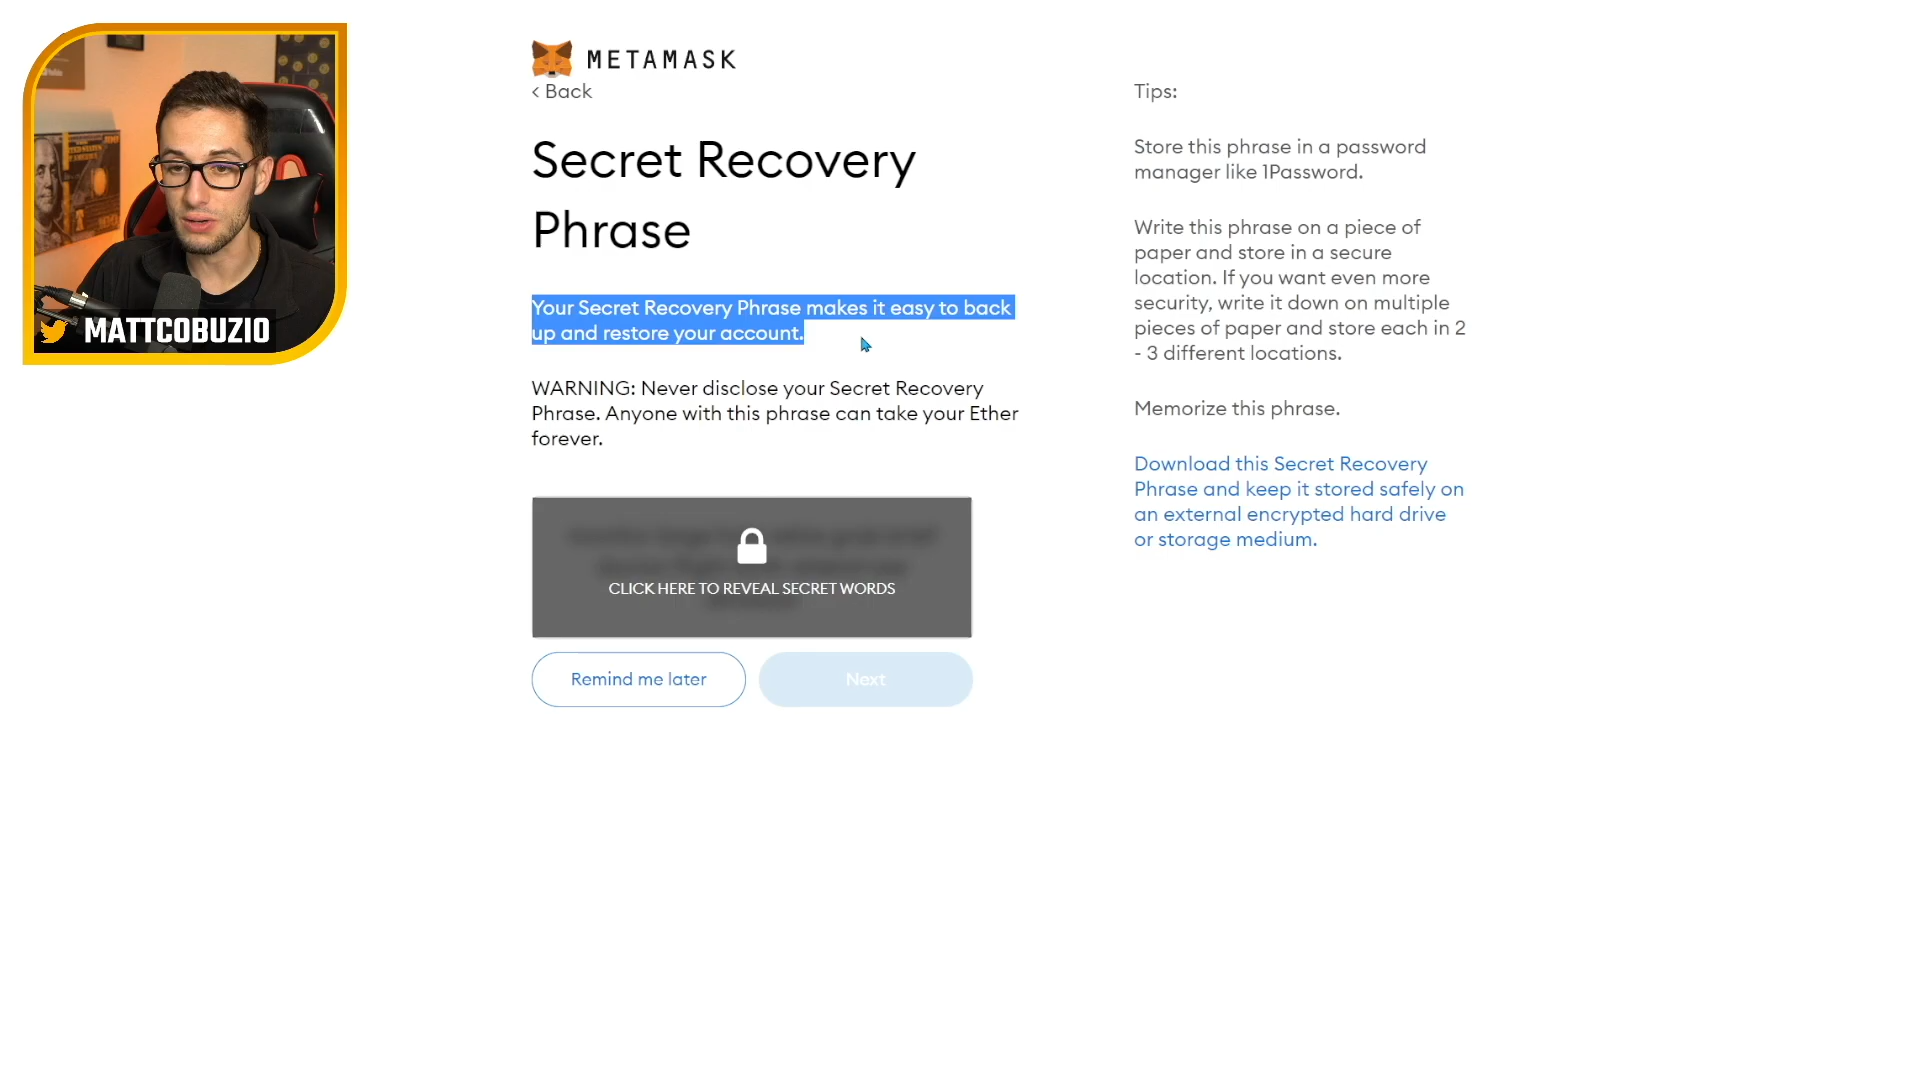 METAMASK
< Back
Secret Recovery
Phrase
Your Secret Recovery Phrase makes it easy to back
up and restore your account.
WARNING: Never disclose your Secret Recovery
Phrase. Anyone with this phrase can take your Ether
forever.
CLICK HERE TO REVEAL SECRET WORDS
Remind me later
Next
Tips:
Store this phrase in a password
manager like 1Password.
Write this phrase on a piece of
paper and store in a secure
location. If you want even more
security, write it down on multiple
pieces of paper and store each in 2
- 3 different locations.
Memorize this phrase.
Download this Secret Recovery
Phrase and keep it stored safely on
an external encrypted hard drive
or storage medium.
MATTCOBUZIO